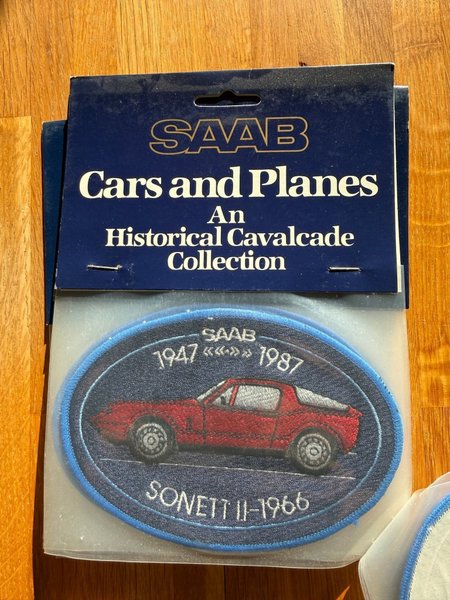 SAAB
Cars and Planes
An
Historical Cavalcade
Collection
SAAB
1947 ««·»» 1987
SONETT II-1966